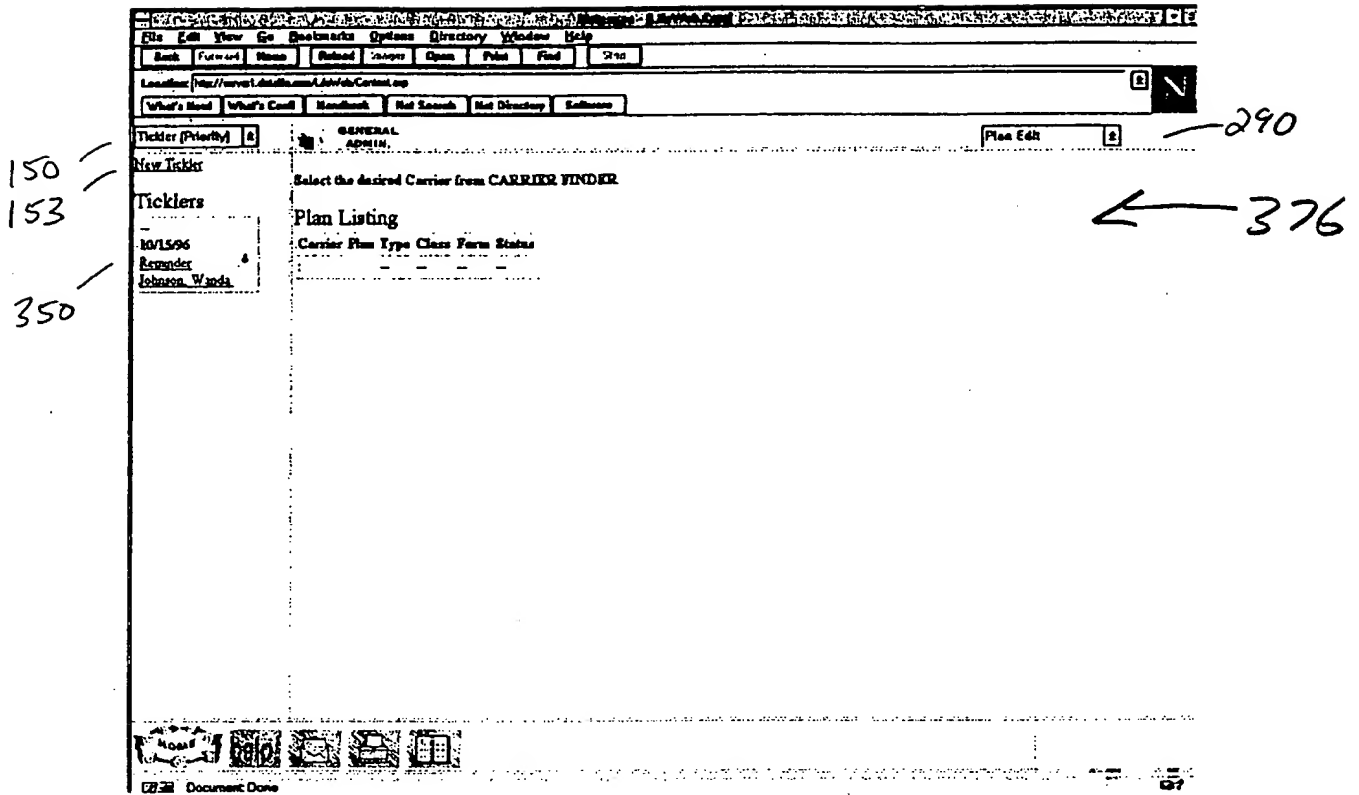 File Edit View Go Bookmarks Options Directory Window Help
Back Forward Home Reload Images Open Print Find Stop
Location:
What's New! What's Cool! Handbook Net Search Net Directory Software
Tickler (Priority) GENERAL ADMIN. Plan Edit 290
150 New Tickler
153
Select the desired Carrier from CARRIER FINDER
376
Ticklers
Plan Listing
10/15/96
Carrier Plan Type Class Form Status
Reminder
Johnson, Wanda
350
HOME Help
Document Done